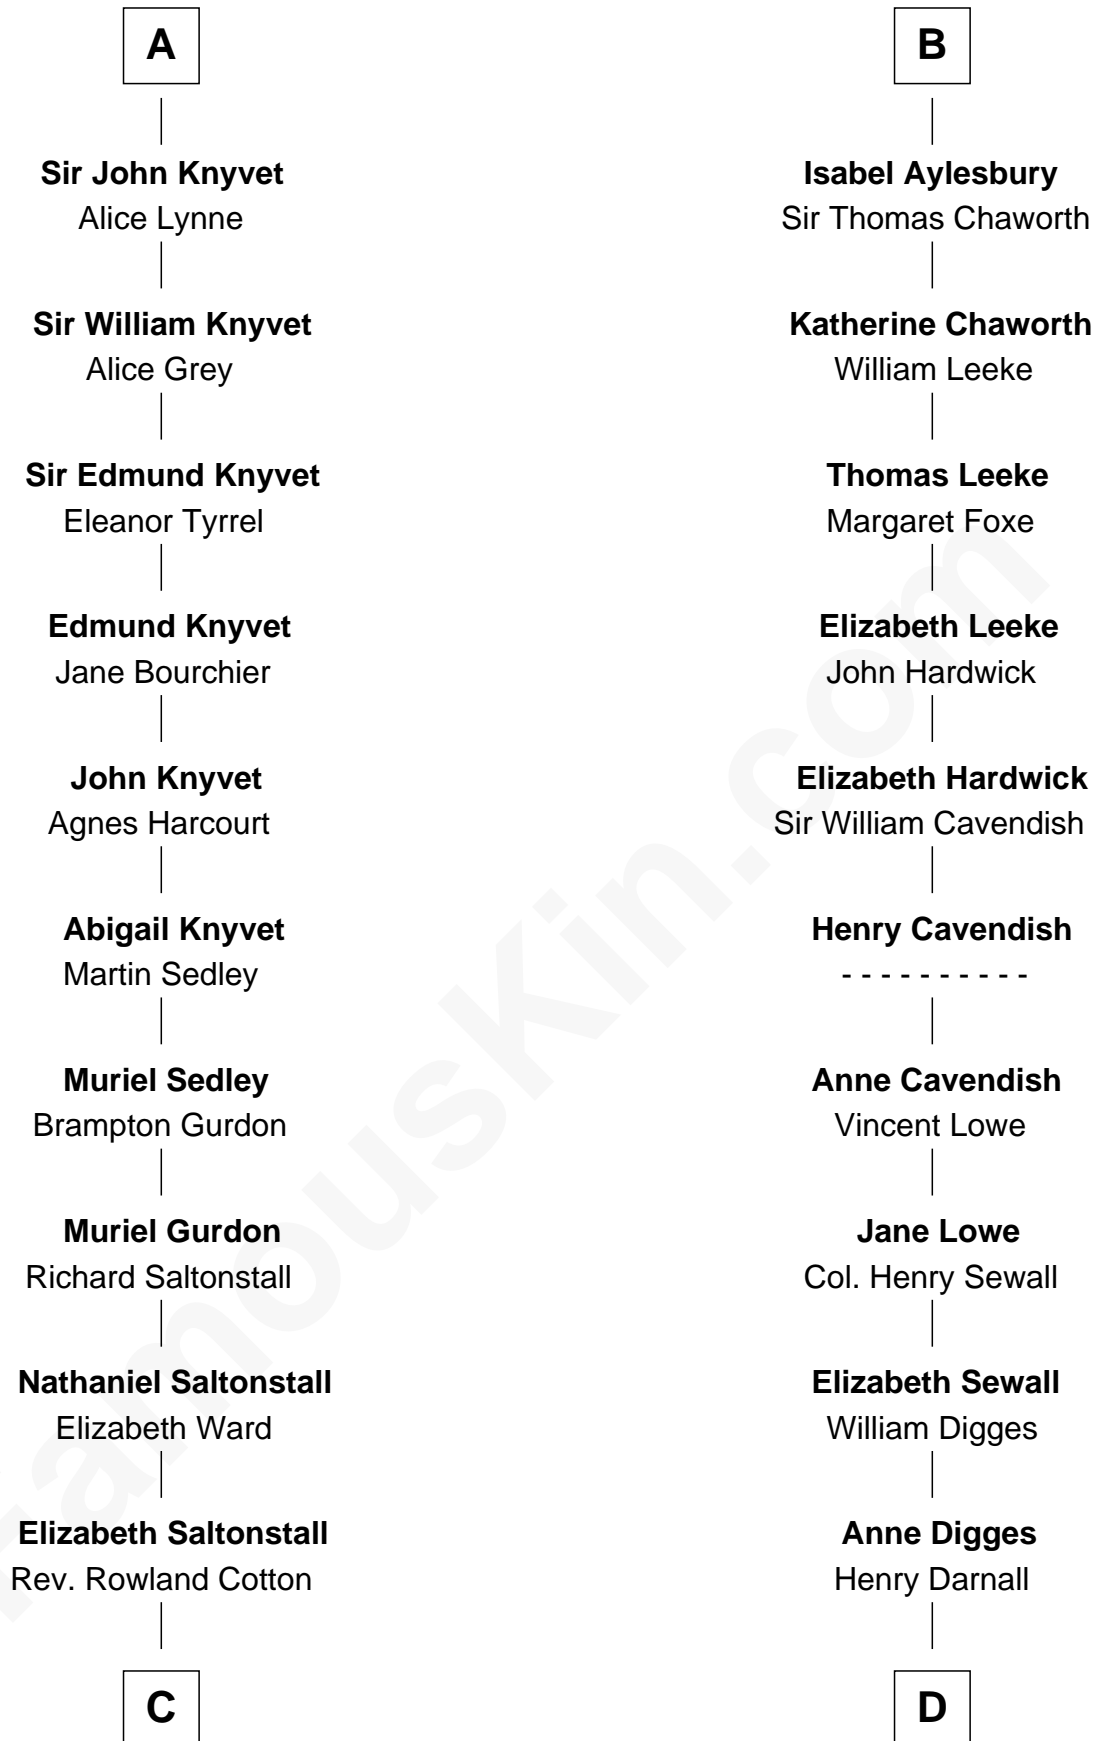 A
Sir John Knyvet
Alice Lynne
Sir William Knyvet
Alice Grey
Sir Edmund Knyvet
Eleanor Tyrrel
Edmund Knyvet
Jane Bourchier
John Knyvet
Agnes Harcourt
Abigail Knyvet
Martin Sedley
Muriel Sedley
Brampton Gurdon
Muriel Gurdon
Richard Saltonstall
Nathaniel Saltonstall
Elizabeth Ward
Elizabeth Saltonstall
Rev. Rowland Cotton
C
B
Isabel Aylesbury
Sir Thomas Chaworth
Katherine Chaworth
William Leeke
Thomas Leeke
Margaret Foxe
Elizabeth Leeke
John Hardwick
Elizabeth Hardwick
Sir William Cavendish
Henry Cavendish
- - - - - - - - - -
Anne Cavendish
Vincent Lowe
Jane Lowe
Col. Henry Sewall
Elizabeth Sewall
William Digges
Anne Digges
Henry Darnall
D
FamousKin.com